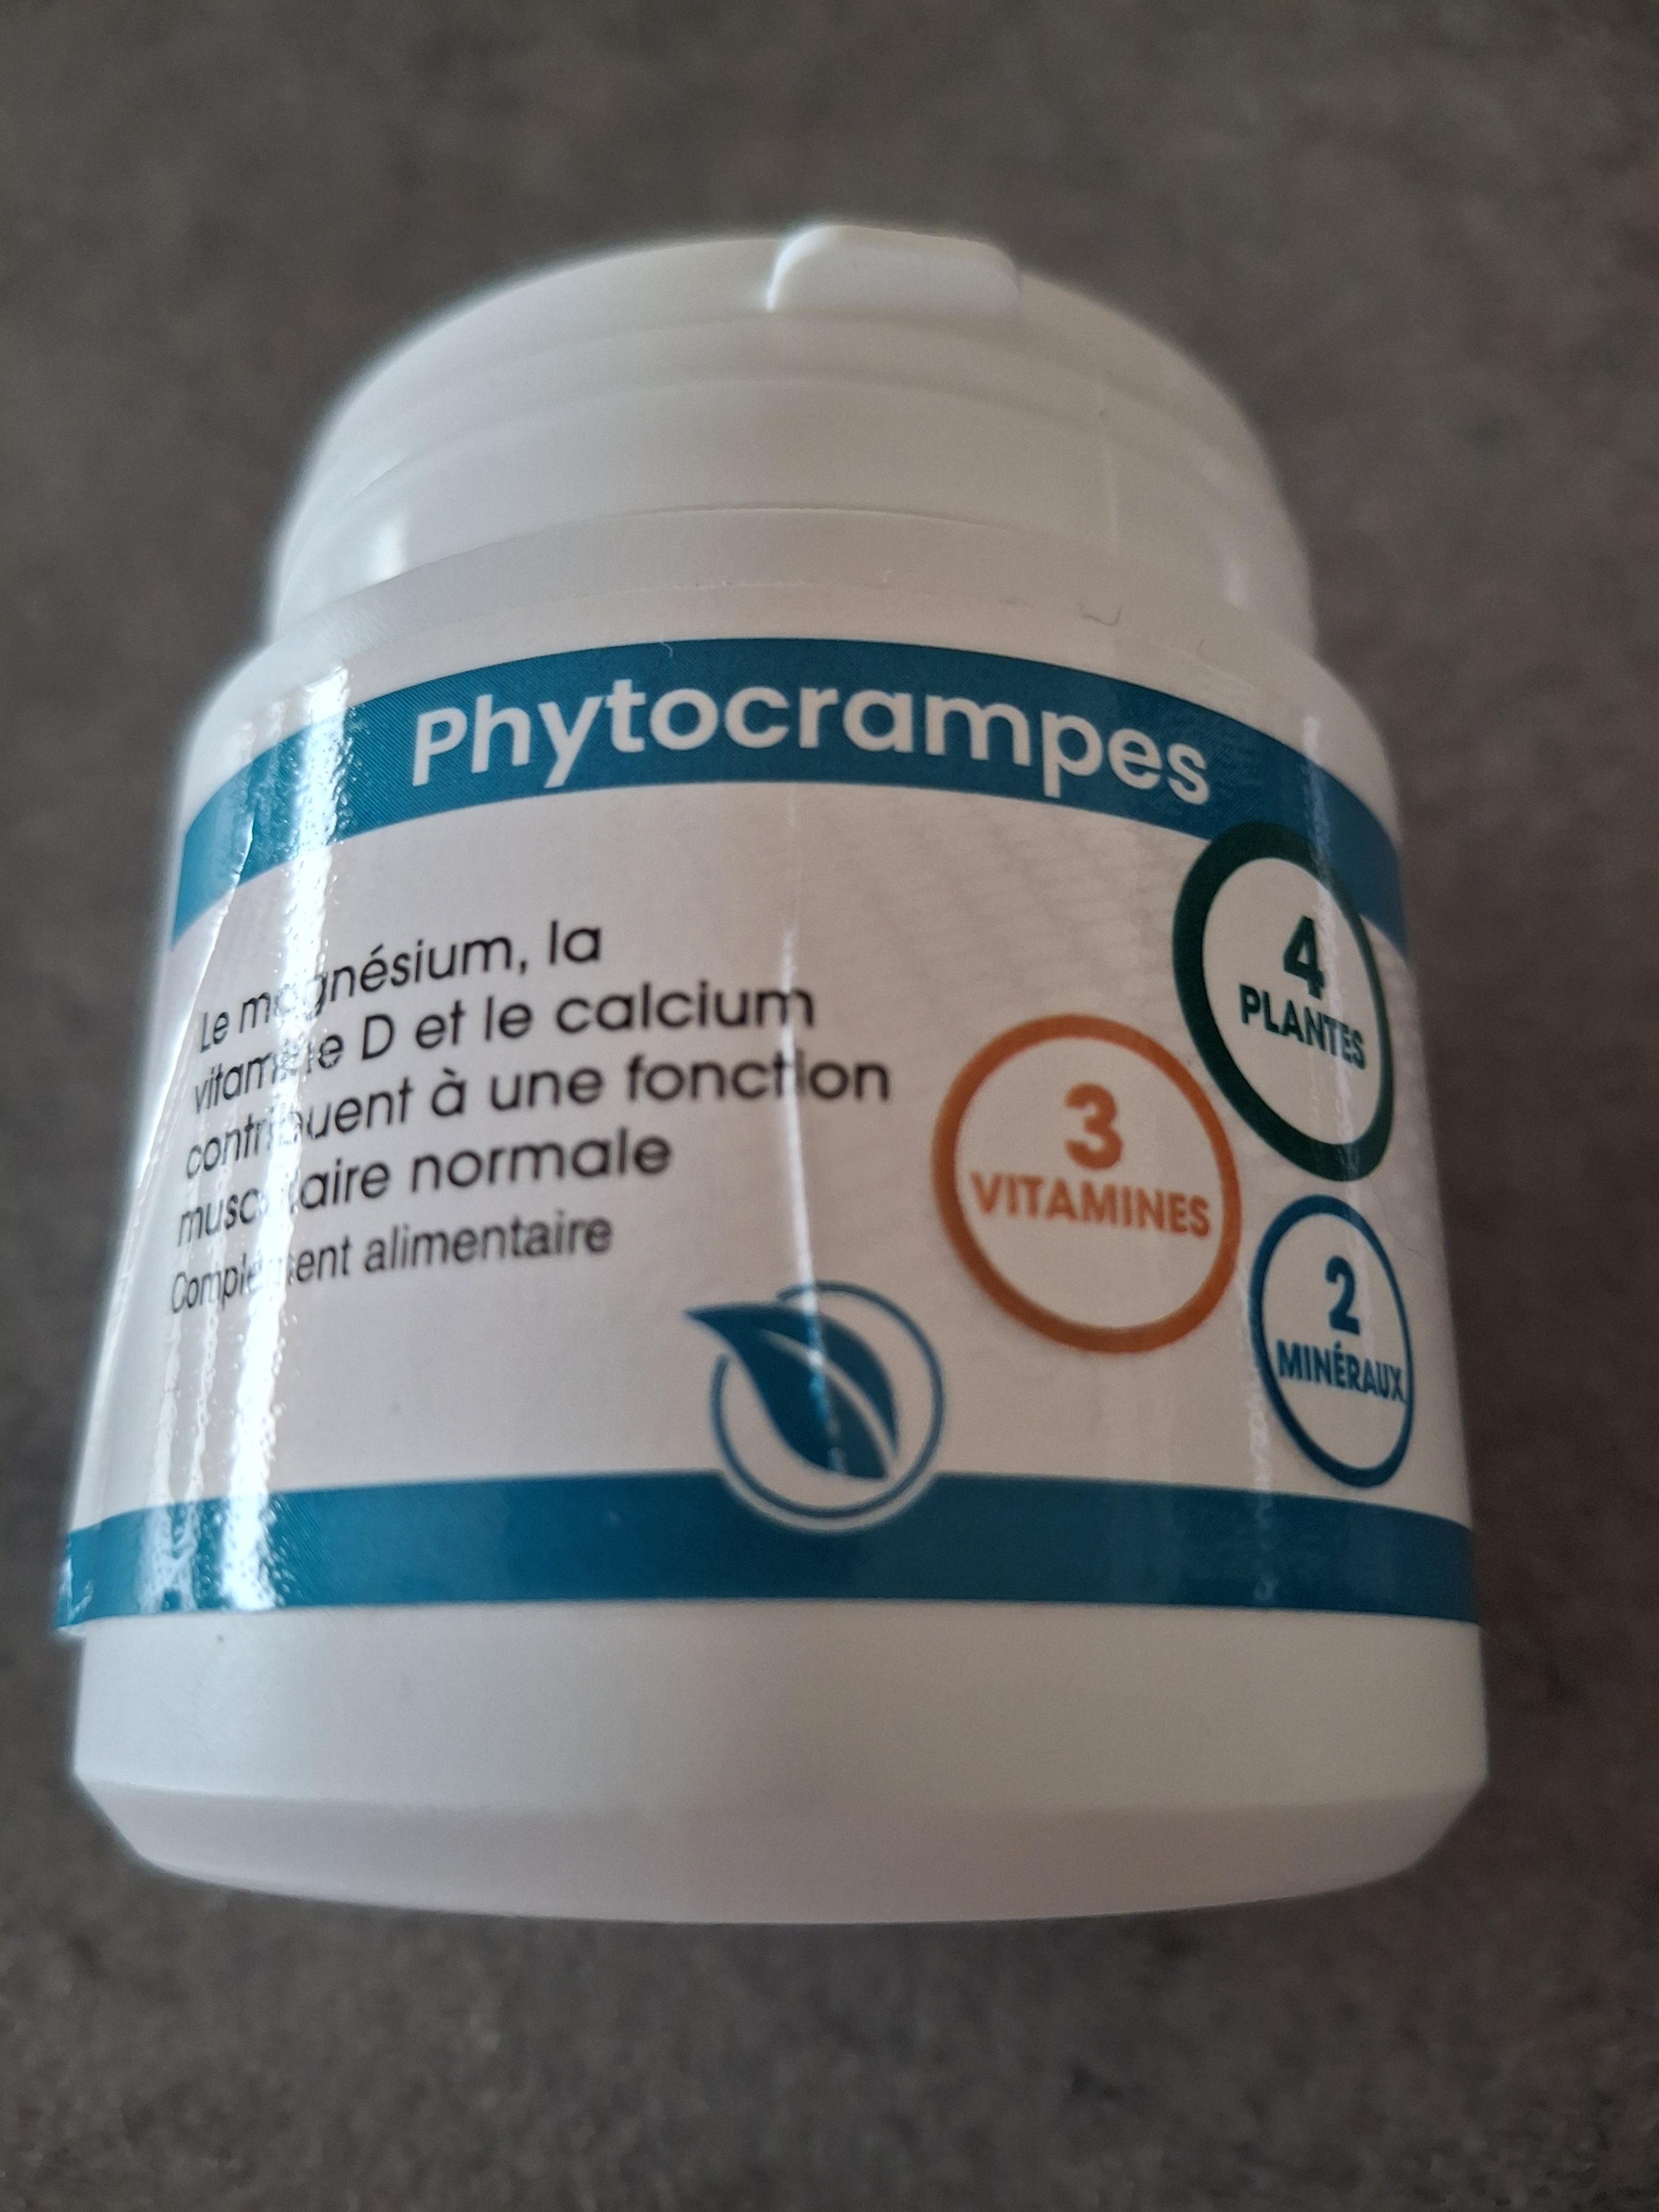 Phytocrampes
Le magnésium, la
vitamine D et le calcium
contribuent à une fonction
musculaire normale
Complément alimentaire
4
PLANTES
3
VITAMINES
2
MINÉRAUX